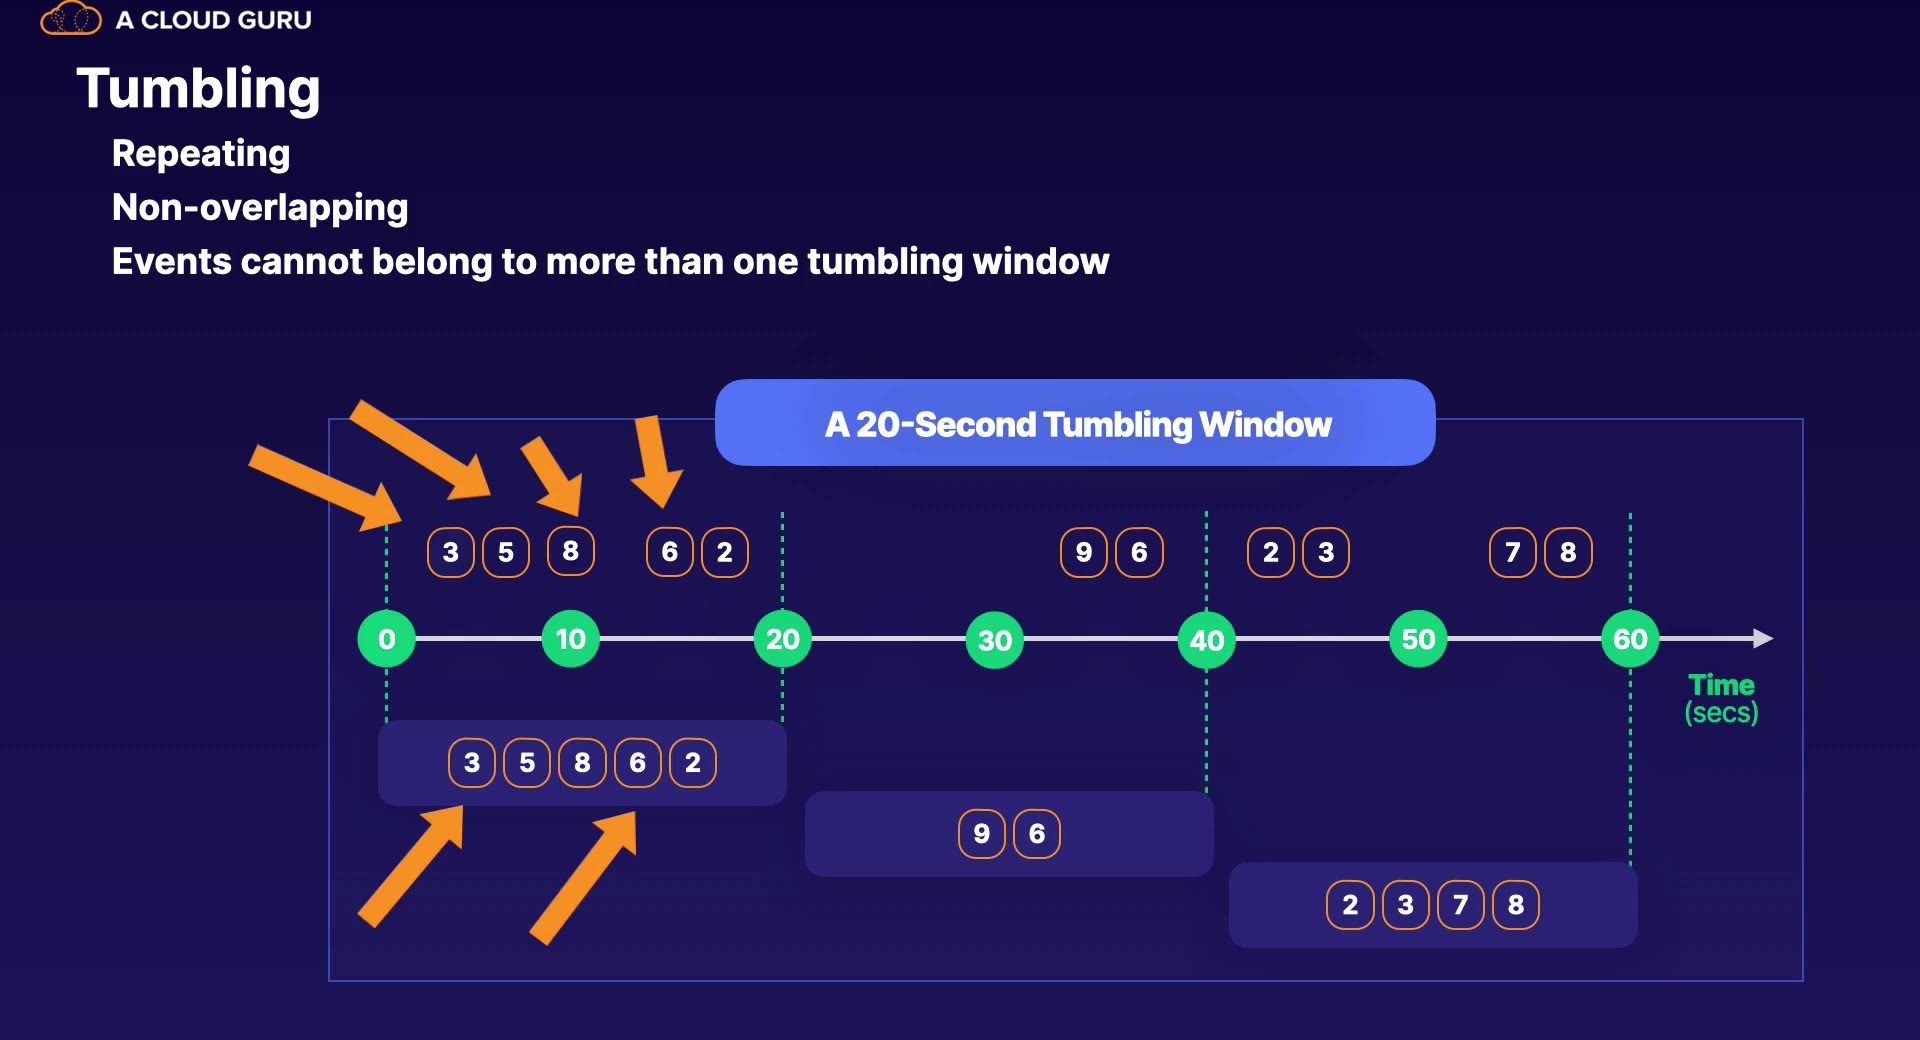 A CLOUD GURU
Tumbling
Repeating
Non-overlapping
Events cannot belong to more than one tumbling window
A 20-Second Tumbling Window
3 5 8 6 2 9 6 2 3 7 8
0 10 20 30 40 50 60
Time
(secs)
3 5 8 6 2
9 6
2 3 7 8